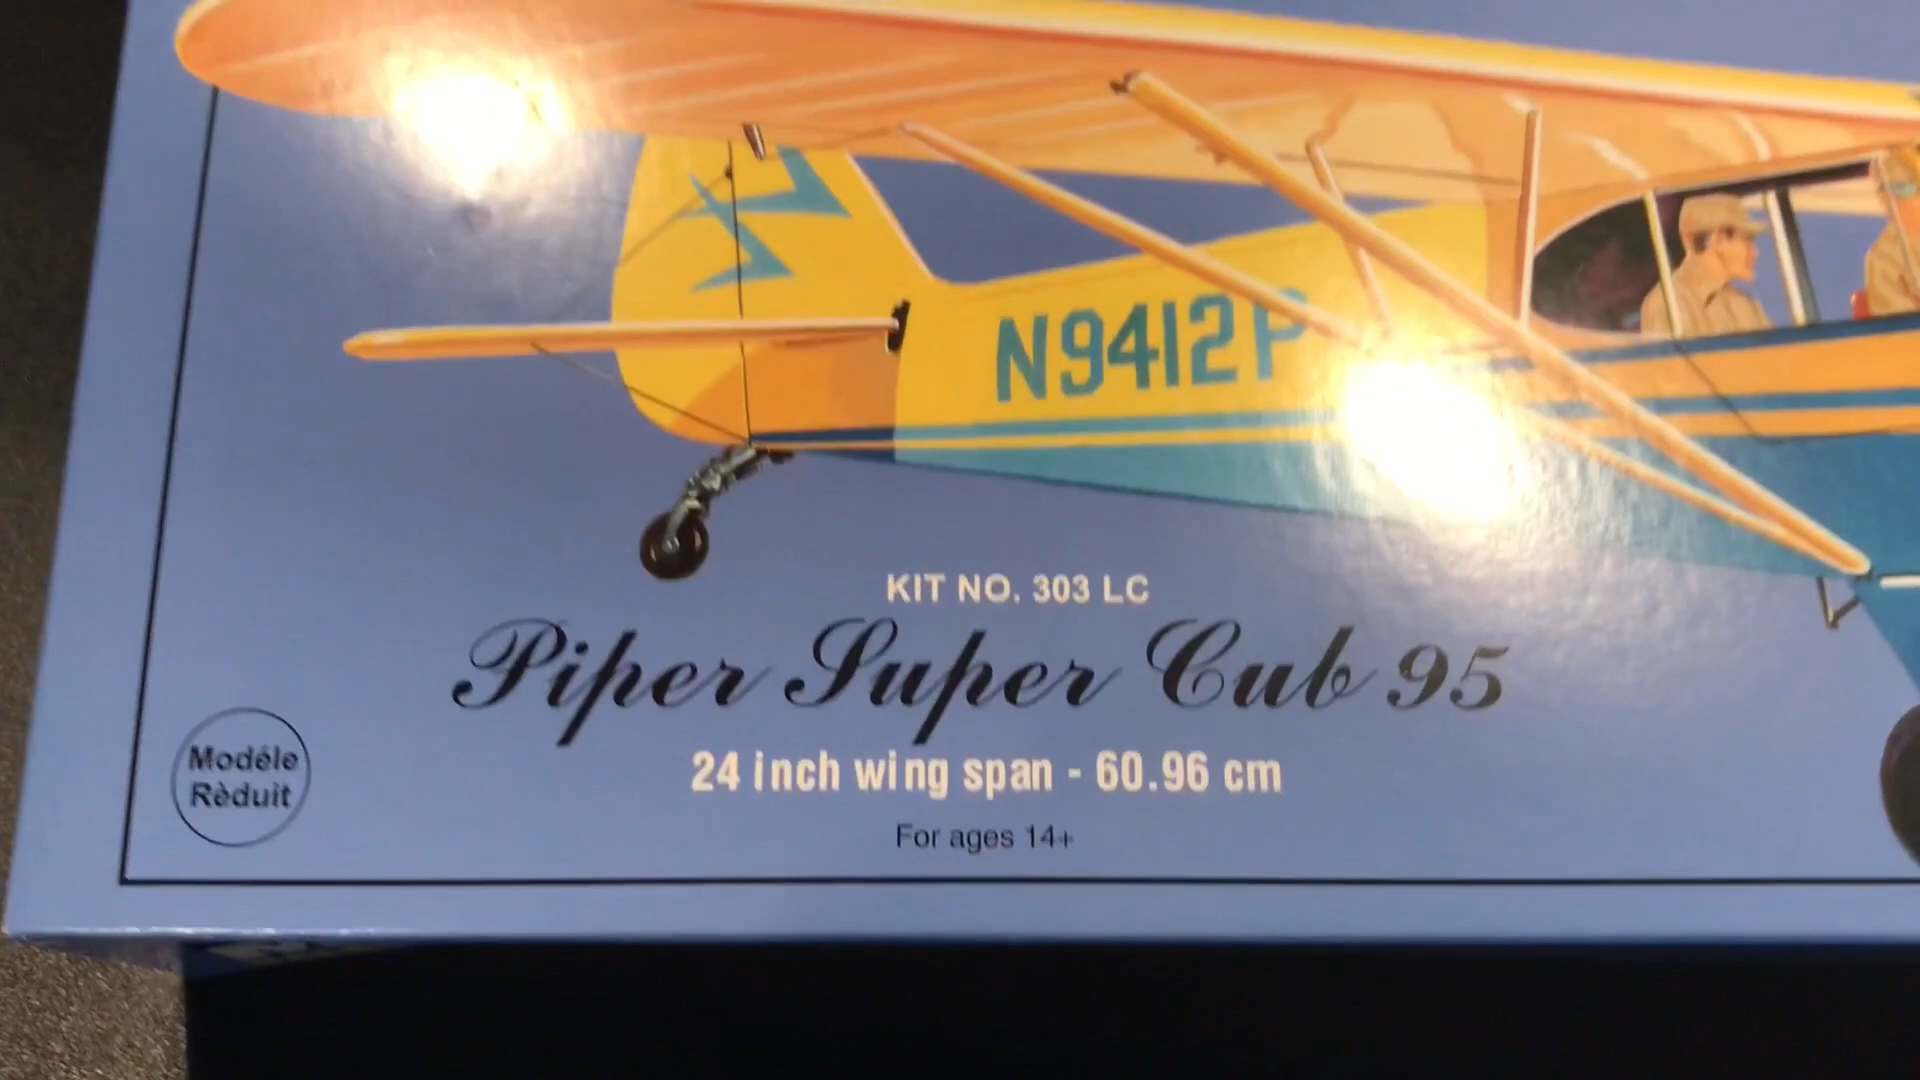 N9412P
KIT NO. 303 LC
Piper Super Cub 95
24 inch wing span - 60.96 cm
For ages 14+
Modéle
Rèduit